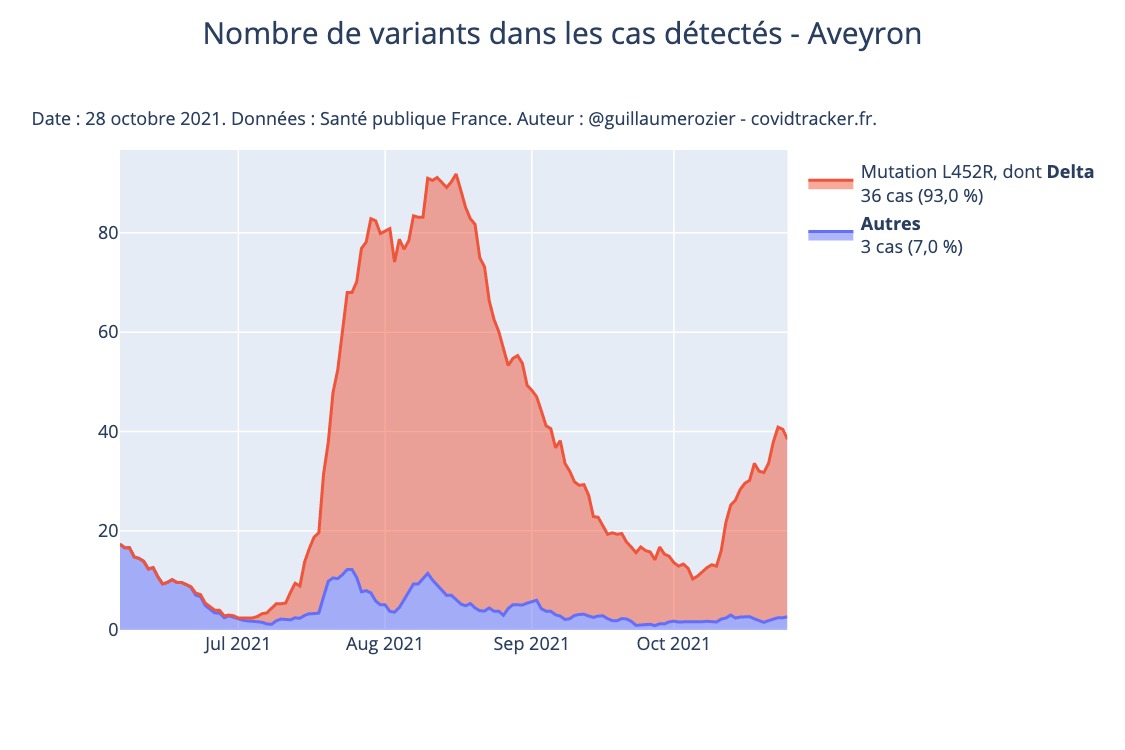 Nombre de variants dans les cas détectés - Aveyron
Date : 28 octobre 2021. Données : Santé publique France. Auteur : @guillaumerozier - covidtracker.fr.
Mutation L452R, dont Delta
36 cas (93,0 %)
Autres
3 cas (7,0 %)
80
60
40
20
0
Jul 2021
Aug 2021
Sep 2021
Oct 2021